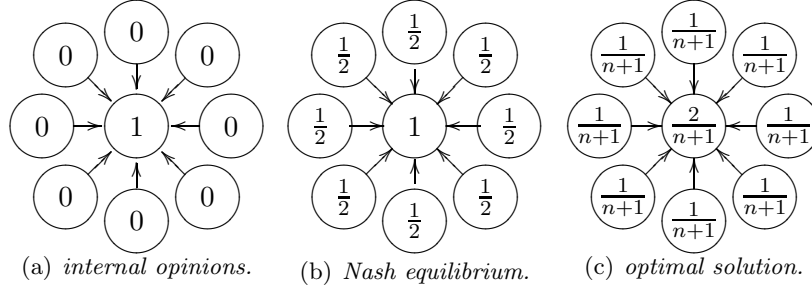 0
0 0
0 1 0
0 0
0
(a) internal opinions.
1/2
1/2 1/2
1/2 1 1/2
1/2 1/2
1/2
(b) Nash equilibrium.
1/n+1
1/n+1 1/n+1
1/n+1 2/n+1 1/n+1
1/n+1 1/n+1
1/n+1
(c) optimal solution.